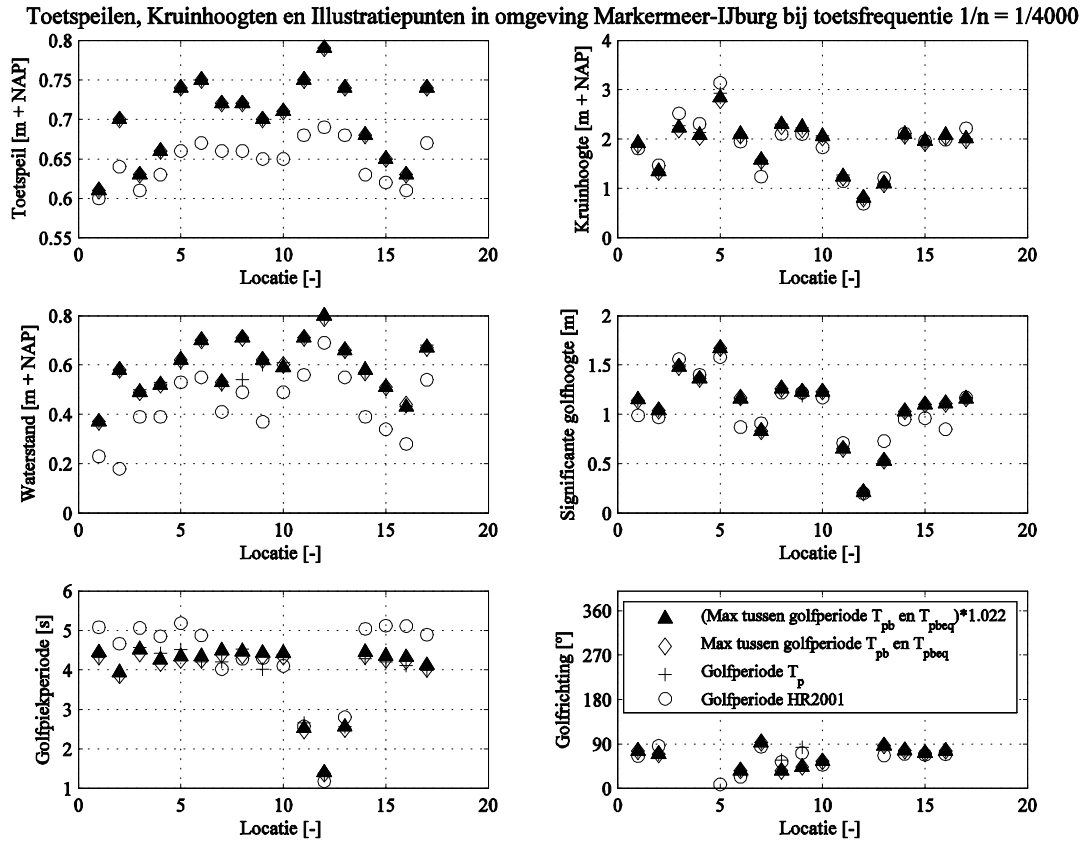 Toetspeilen, Kruinhoogten en Illustratiepunten in omgeving Markermeer-IJburg bij toetsfrequentie 1/n = 1/4000
Toetspeil [m + NAP]
0.8
0.75
0.7
0.65
0.6
0.55
0 5 10 15 20
Locatie [-]
Kruinhoogte [m + NAP]
4
3
2
1
0
0 5 10 15 20
Locatie [-]
Waterstand [m + NAP]
0.8
0.6
0.4
0.2
0
0 5 10 15 20
Locatie [-]
Significante golfhoogte [m]
2
1.5
1
0.5
0
0 5 10 15 20
Locatie [-]
Golfpiekperiode [s]
6
5
4
3
2
1
0 5 10 15 20
Locatie [-]
Golfrichting [°]
360
270
180
90
0
(Max tussen golfperiode Tpb en Tpbeq)*1.022
Max tussen golfperiode Tpb en Tpbeq
Golfperiode Tp
Golfperiode HR2001
0 5 10 15 20
Locatie [-]